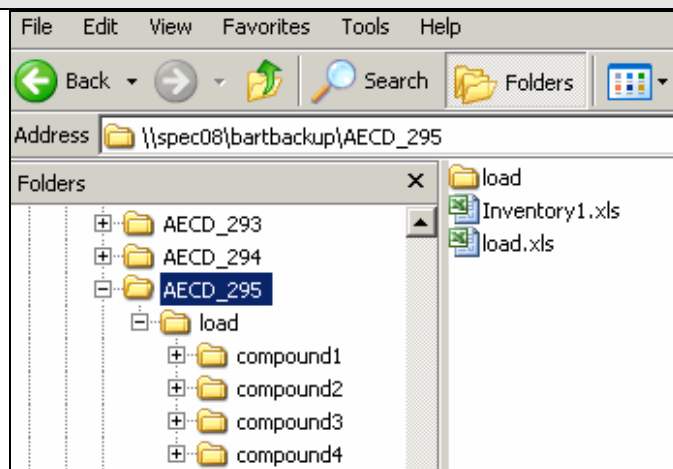 File Edit View Favorites Tools Help
Back Search Folders
Address \\spec08\bartbackup\AECD_295
Folders x
AECD_293
AECD_294
AECD_295
load
compound1
compound2
compound3
compound4
load
Inventory1.xls
load.xls